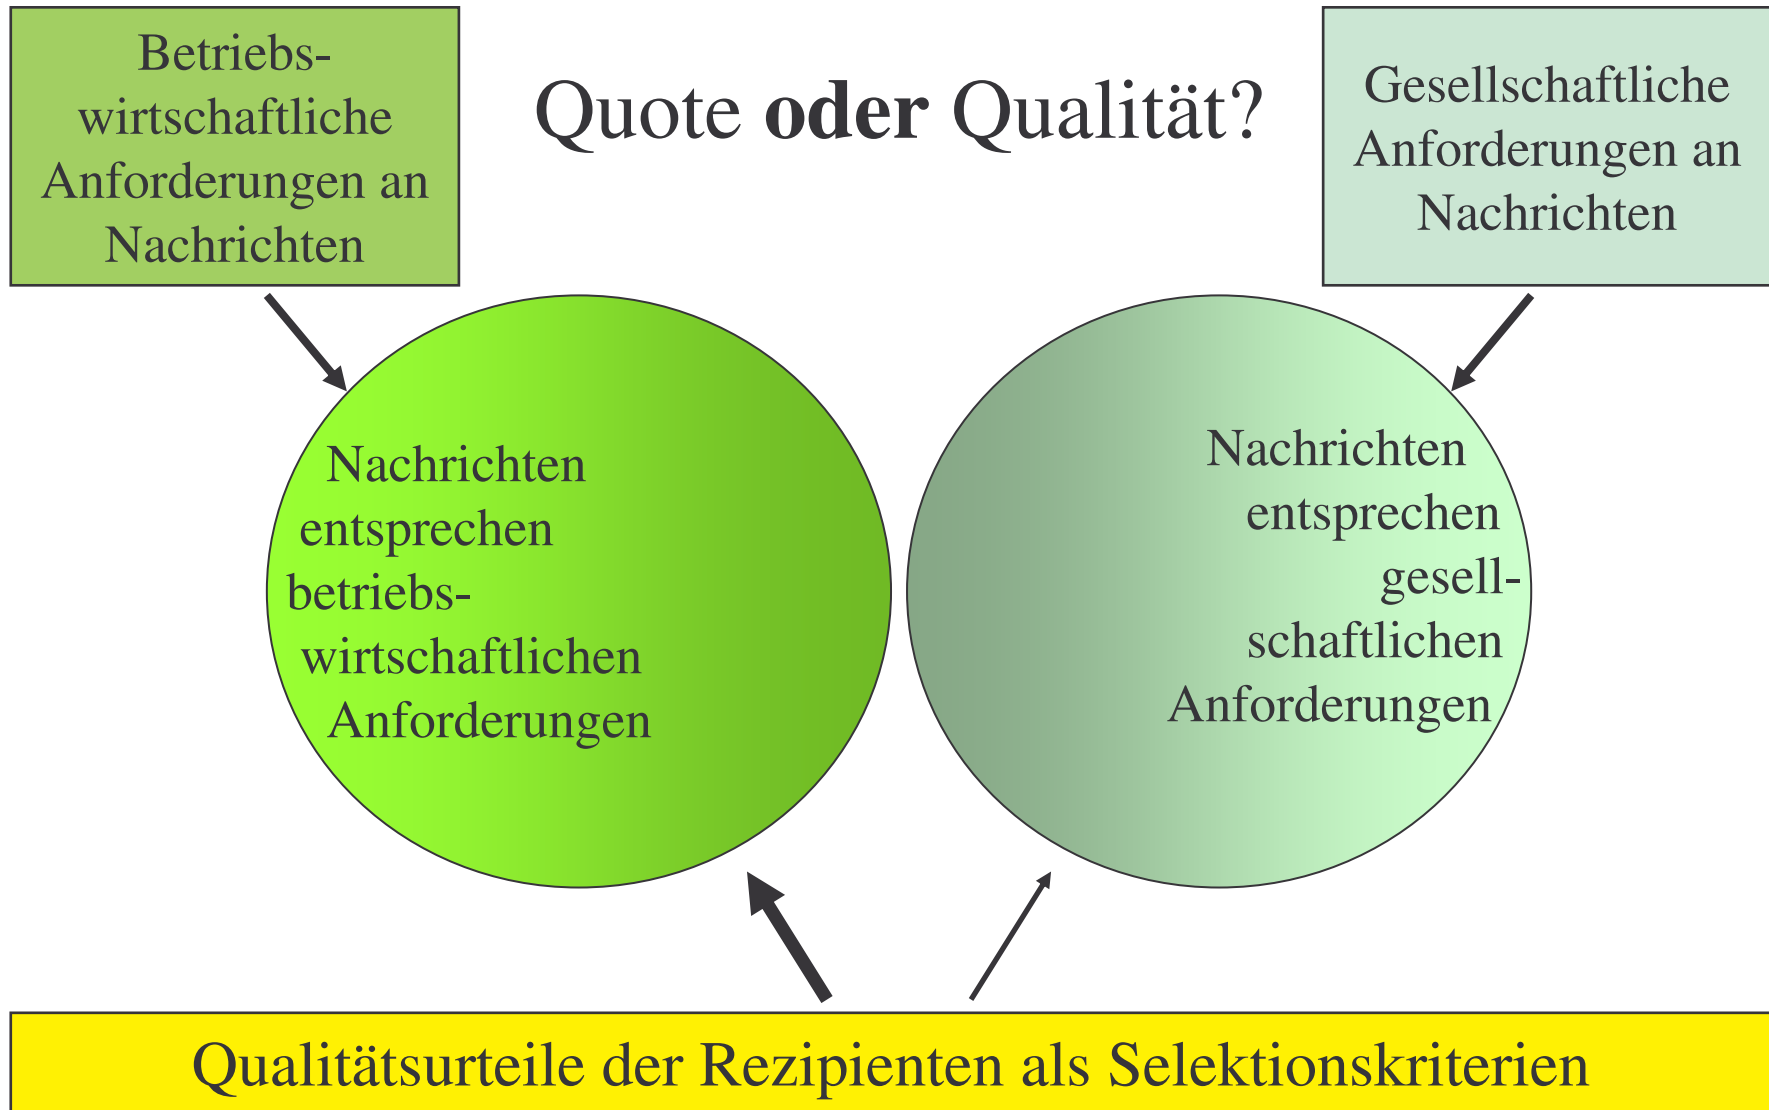 Betriebs-
wirtschaftliche
Anforderungen an
Nachrichten
Quote oder Qualität?
Gesellschaftliche
Anforderungen an
Nachrichten
Nachrichten
entsprechen
betriebs-
wirtschaftlichen
Anforderungen
Nachrichten
entsprechen
gesell-
schaftlichen
Anforderungen
Qualitätsurteile der Rezipienten als Selektionskriterien